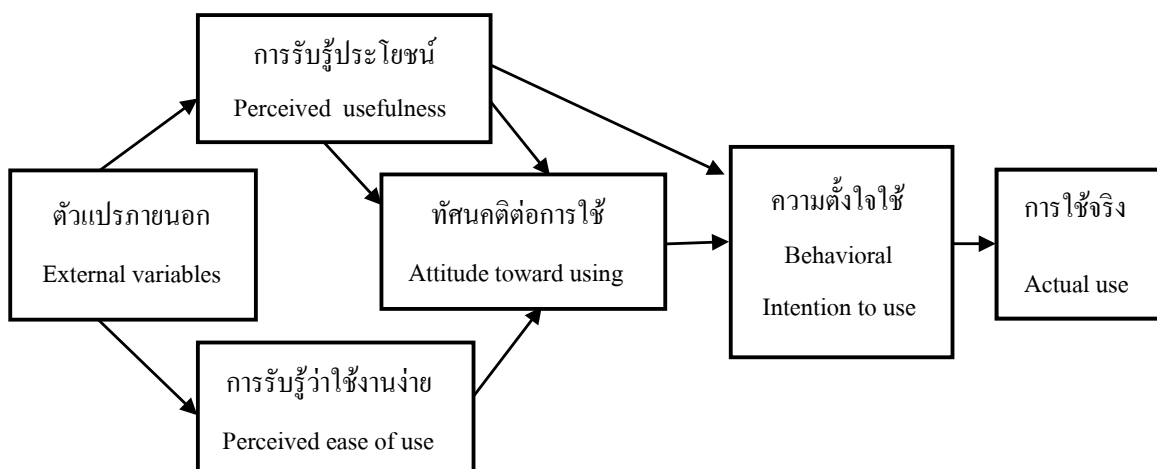 การรับรู้ประโยชน์
Perceived usefulness
ตัวแปรภายนอก
External variables
ทัศนคติต่อการใช้
Attitude toward using
ความตั้งใจใช้
Behavioral
Intention to use
การใช้จริง
Actual use
การรับรู้ว่าใช้งานง่าย
Perceived ease of use